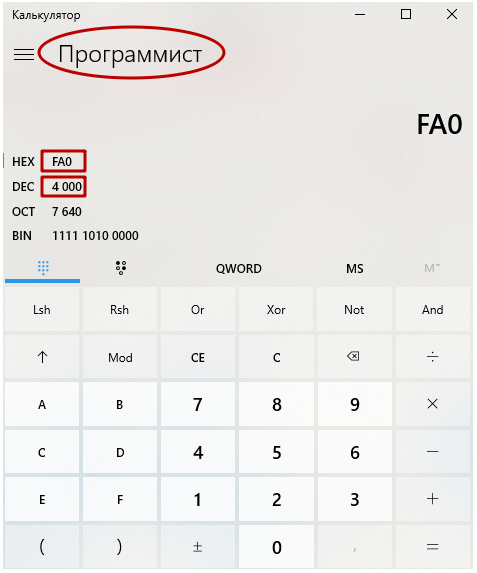 Калькулятор
Программист
FA0
HEX FA0
DEC 4 000
OCT 7 640
BIN 1111 1010 0000
QWORD MS M˅
Lsh Rsh Or Xor Not And
↑ Mod CE C ⌫ ÷
A B 7 8 9 ×
C D 4 5 6 −
E F 1 2 3 +
( ) ± 0 , =